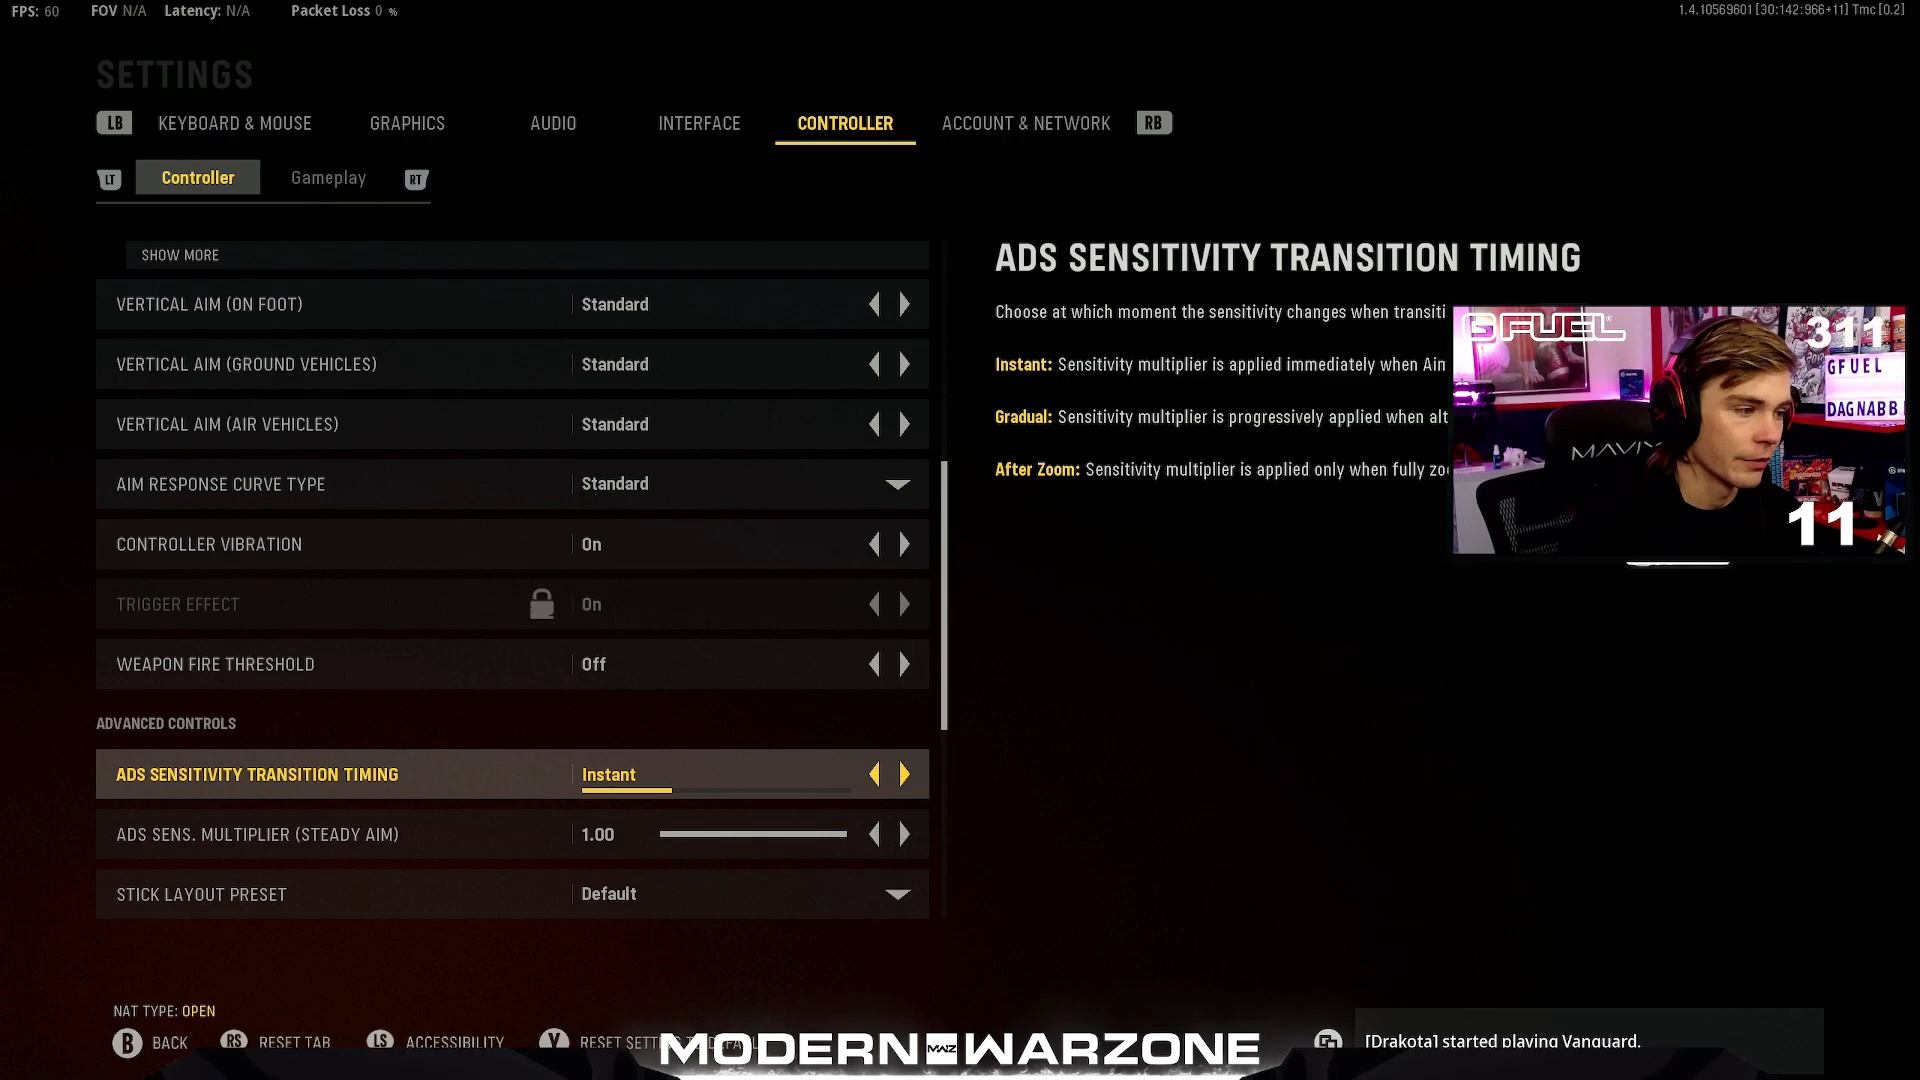 FPS: 60 FOV N/A Latency: N/A Packet Loss 0 %
1.4.10569601 [30:142:966+11] Tmc [0.2]
SETTINGS
LB KEYBOARD & MOUSE GRAPHICS AUDIO INTERFACE CONTROLLER ACCOUNT & NETWORK RB
LT Controller Gameplay RT
SHOW MORE
VERTICAL AIM (ON FOOT) Standard
VERTICAL AIM (GROUND VEHICLES) Standard
VERTICAL AIM (AIR VEHICLES) Standard
AIM RESPONSE CURVE TYPE Standard
CONTROLLER VIBRATION On
TRIGGER EFFECT On
WEAPON FIRE THRESHOLD Off
ADVANCED CONTROLS
ADS SENSITIVITY TRANSITION TIMING Instant
ADS SENS. MULTIPLIER (STEADY AIM) 1.00
STICK LAYOUT PRESET Default
ADS SENSITIVITY TRANSITION TIMING
Choose at which moment the sensitivity changes when transiti
Instant: Sensitivity multiplier is applied immediately when Aim
Gradual: Sensitivity multiplier is progressively applied when alt
After Zoom: Sensitivity multiplier is applied only when fully zoo
G FUEL
311
GFUEL
DAGNABB
MAVIX
11
NAT TYPE: OPEN
B BACK RS RESET TAB LS ACCESSIBILITY Y RESET
MODERN MWZ WARZONE
[Drakota] started playing Vanguard.